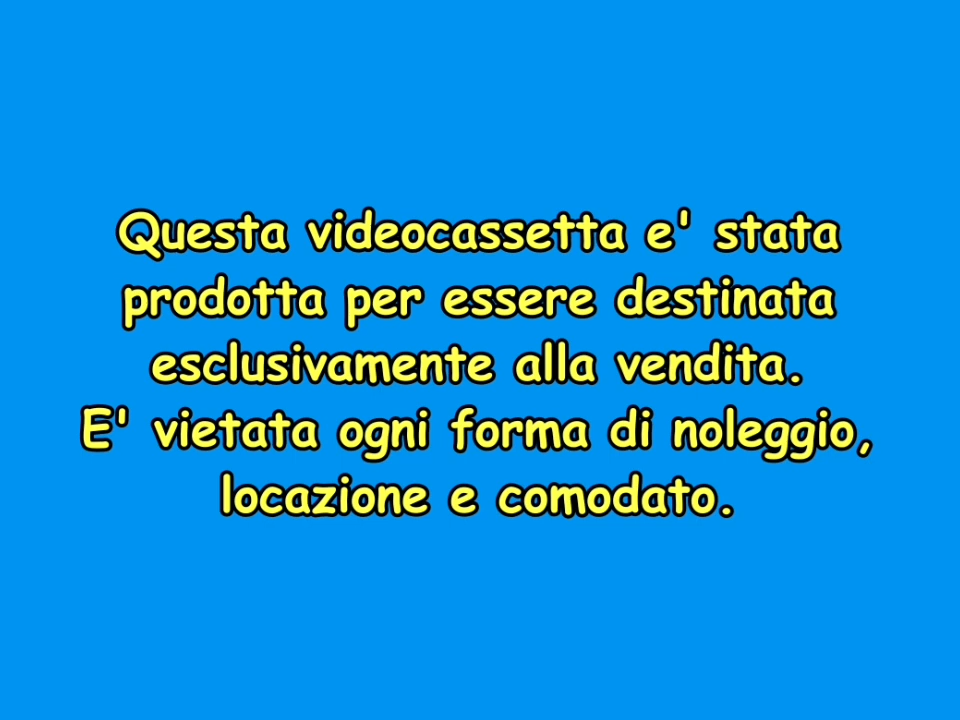 Questa videocassetta e' stata
prodotta per essere destinata
esclusivamente alla vendita.
E' vietata ogni forma di noleggio,
locazione e comodato.